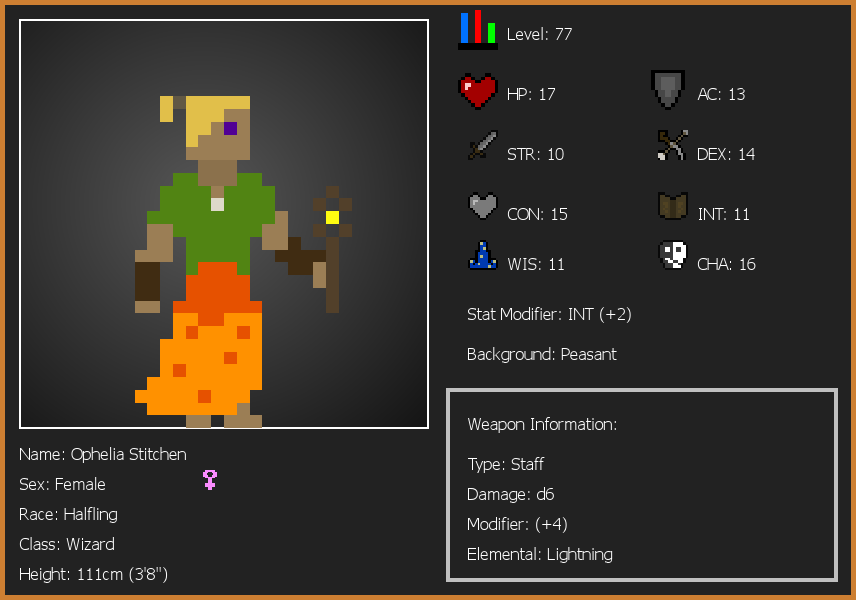 Level: 77
HP: 17
AC: 13
STR: 10
DEX: 14
CON: 15
INT: 11
WIS: 11
CHA: 16
Stat Modifier: INT (+2)
Background: Peasant
Weapon Information:
Type: Staff
Damage: d6
Modifier: (+4)
Elemental: Lightning
Name: Ophelia Stitchen
Sex: Female
Race: Halfling
Class: Wizard
Height: 111cm (3'8")